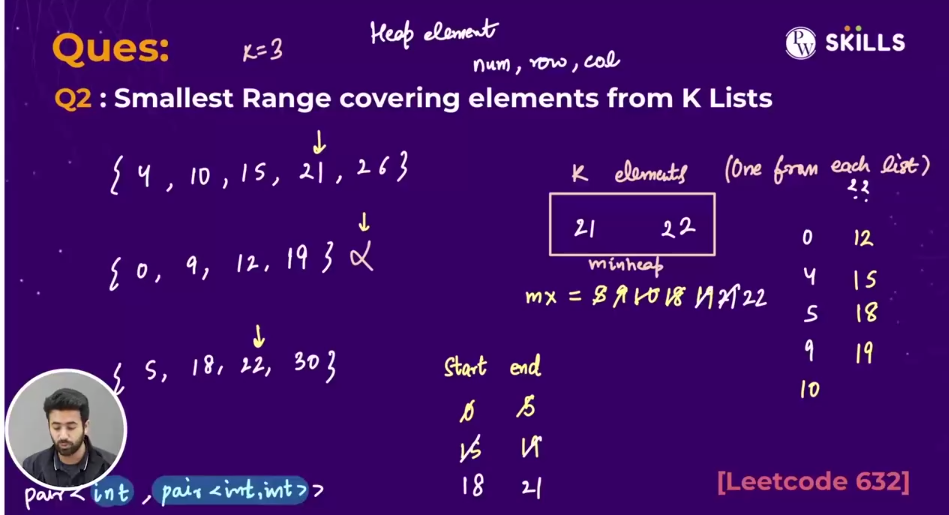 Ques:
K=3
Heap element
num, row, col
PW SKILLS
Q2 : Smallest Range covering elements from K Lists
{ 4, 10, 15, 21, 26}
{ 0, 9, 12, 19 } α
{ 5, 18, 22, 30}
K elements (One from each list)
21 22
minheap
mx = 5 9 10 18 19 21 22
22
0 12
4 15
5 18
9 19
10
Start end
0 5
15 19
18 21
pair< int , pair <int,int> >
[Leetcode 632]